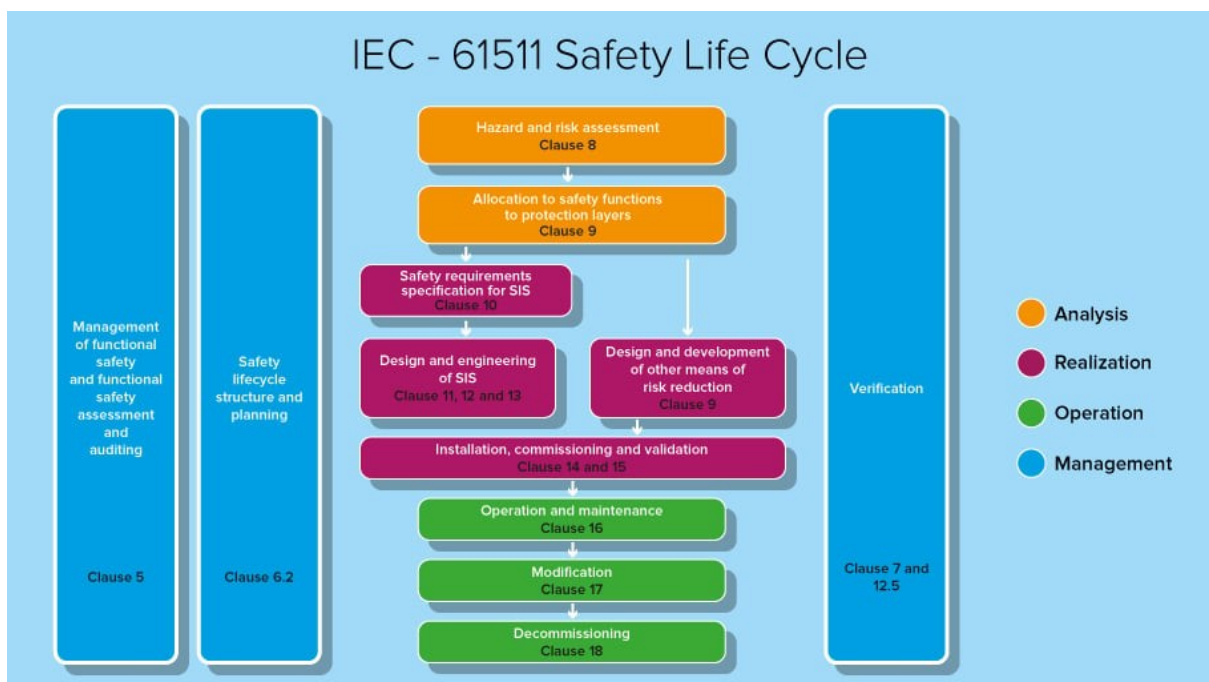 IEC - 61511 Safety Life Cycle
Management
of functional
safety
and functional
safety
assessment
and
auditing
Clause 5
Safety
lifecycle
structure and
planning
Clause 6.2
Hazard and risk assessment
Clause 8
Allocation to safety functions
to protection layers
Clause 9
Safety requirements
specification for SIS
Clause 10
Design and engineering
of SIS
Clause 11, 12 and 13
Design and development
of other means of
risk reduction
Clause 9
Installation, commissioning and validation
Clause 14 and 15
Operation and maintenance
Clause 16
Modification
Clause 17
Decommissioning
Clause 18
Verification
Clause 7 and
12.5
Analysis
Realization
Operation
Management